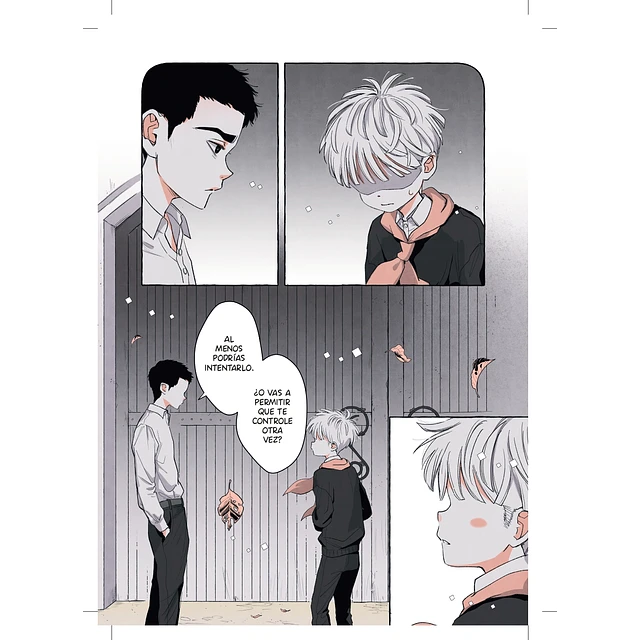 AL
MENOS
PODRÍAS
INTENTARLO.
¿O VAS A
PERMITIR
QUE TE
CONTROLE
OTRA
VEZ?